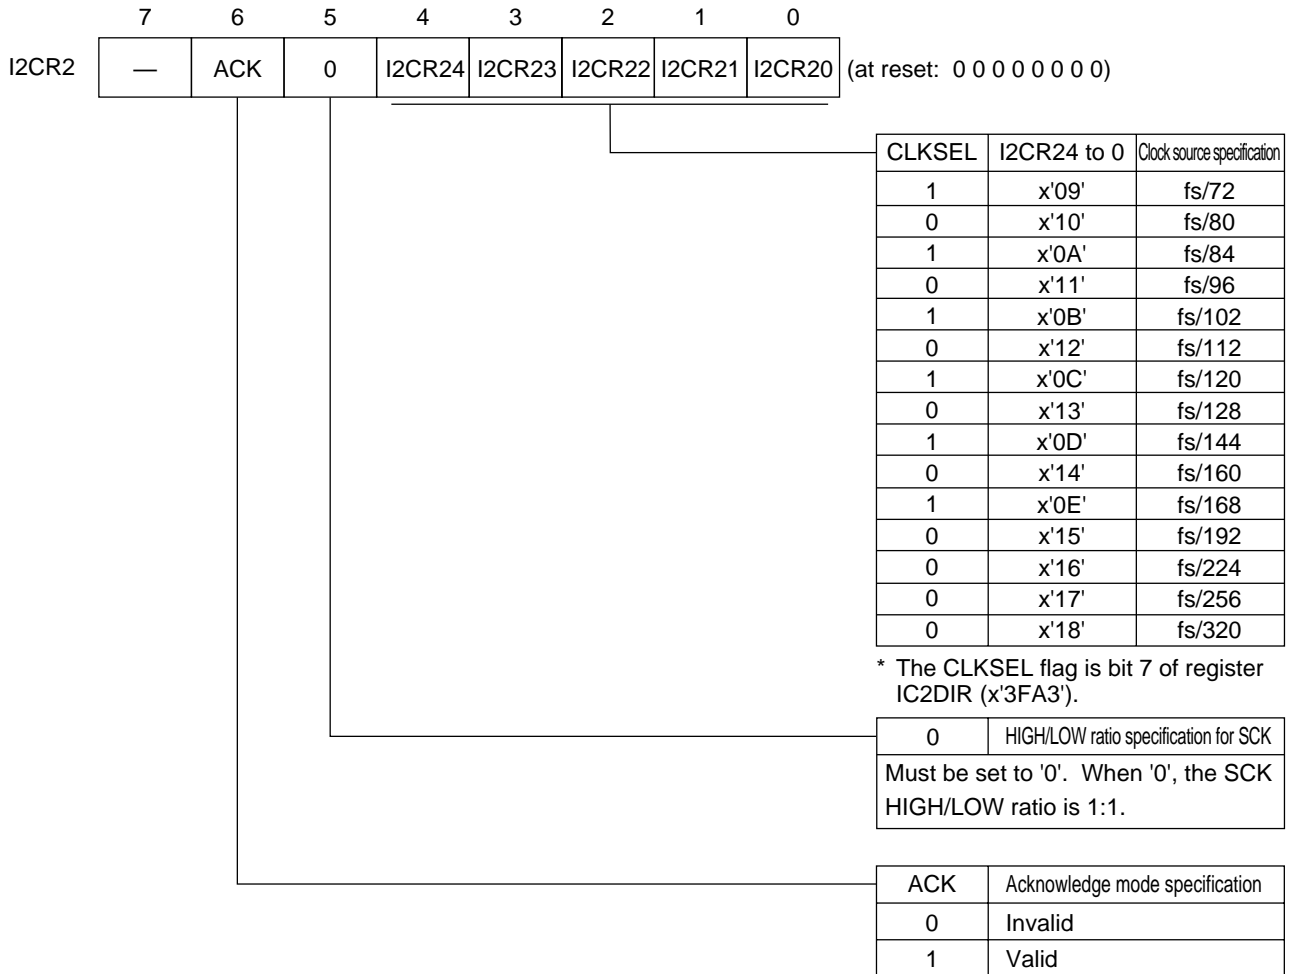 7 6 5 4 3 2 1 0
I2CR2 — ACK 0 I2CR24 I2CR23 I2CR22 I2CR21 I2CR20 (at reset: 0 0 0 0 0 0 0 0)
CLKSEL I2CR24 to 0 Clock source specification
1 x'09' fs/72
0 x'10' fs/80
1 x'0A' fs/84
0 x'11' fs/96
1 x'0B' fs/102
0 x'12' fs/112
1 x'0C' fs/120
0 x'13' fs/128
1 x'0D' fs/144
0 x'14' fs/160
1 x'0E' fs/168
0 x'15' fs/192
0 x'16' fs/224
0 x'17' fs/256
0 x'18' fs/320
* The CLKSEL flag is bit 7 of register
IC2DIR (x'3FA3').
0 HIGH/LOW ratio specification for SCK
Must be set to '0'. When '0', the SCK
HIGH/LOW ratio is 1:1.
ACK Acknowledge mode specification
0 Invalid
1 Valid